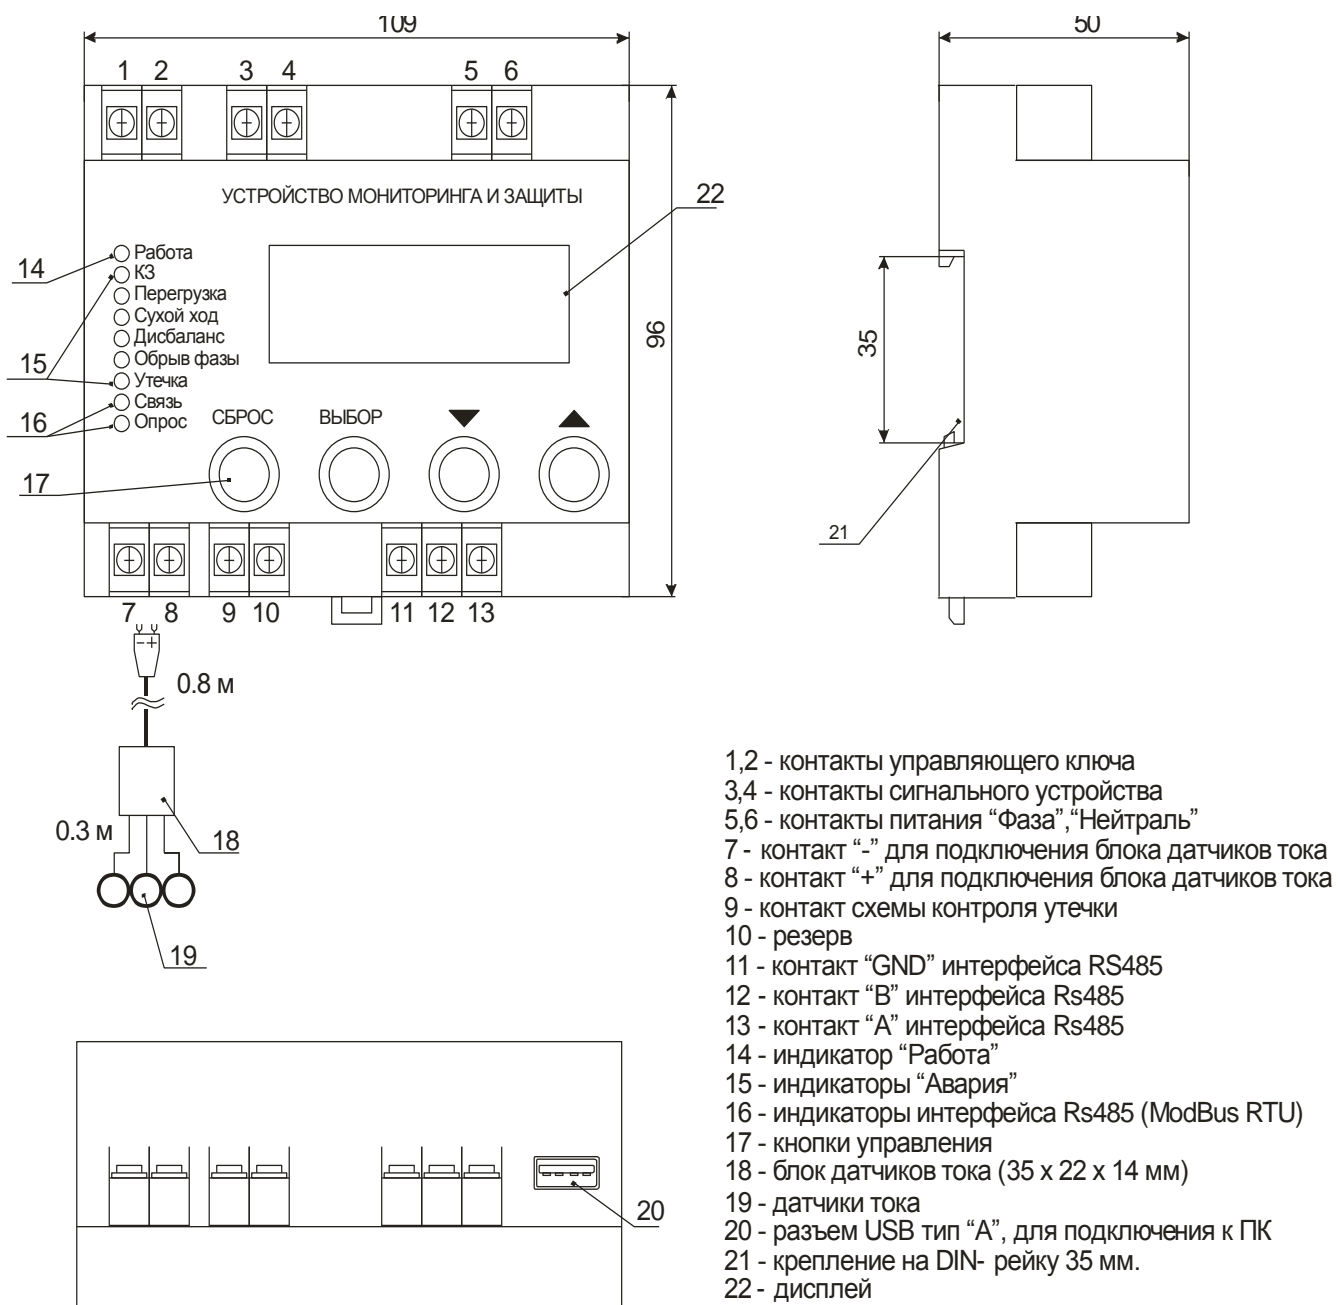 109
50
1 2 3 4 5 6
УСТРОЙСТВО МОНИТОРИНГА И ЗАЩИТЫ
22
14
Работа
КЗ
Перегрузка
Сухой ход
Дисбаланс
Обрыв фазы
Утечка
Связь
Опрос
15
16
17
СБРОС ВЫБОР
96
35
21
7 8 9 10 11 12 13
- +
0.8 м
0.3 м
18
19
20
1,2 - контакты управляющего ключа
3,4 - контакты сигнального устройства
5,6 - контакты питания “Фаза”,“Нейтраль”
7 - контакт “-” для подключения блока датчиков тока
8 - контакт “+” для подключения блока датчиков тока
9 - контакт схемы контроля утечки
10 - резерв
11 - контакт “GND” интерфейса RS485
12 - контакт “B” интерфейса Rs485
13 - контакт “A” интерфейса Rs485
14 - индикатор “Работа”
15 - индикаторы “Авария”
16 - индикаторы интерфейса Rs485 (ModBus RTU)
17 - кнопки управления
18 - блок датчиков тока (35 x 22 x 14 мм)
19 - датчики тока
20 - разъем USB тип “A”, для подключения к ПК
21 - крепление на DIN- рейку 35 мм.
22 - дисплей